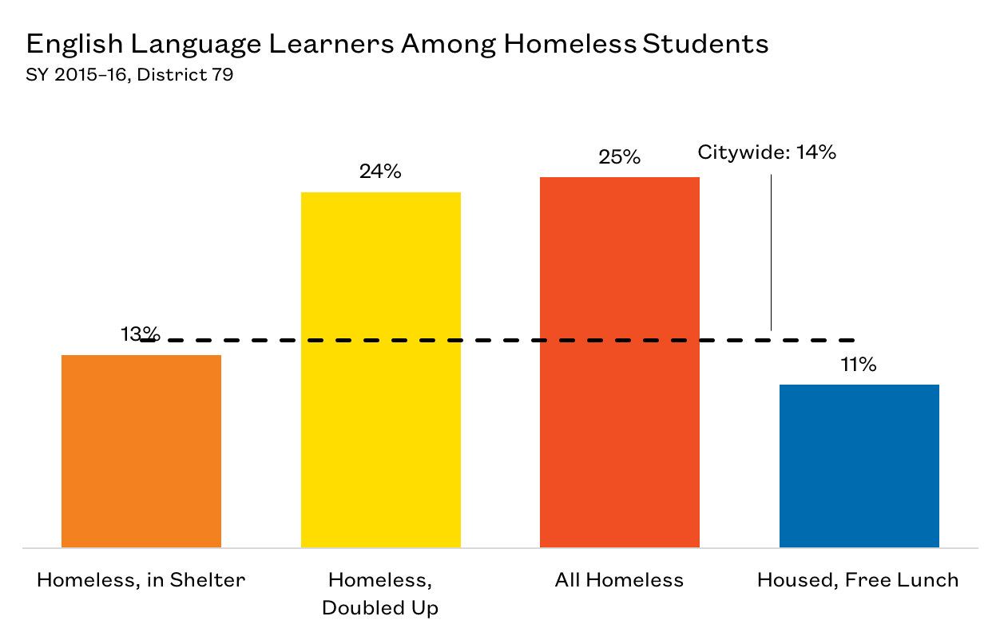 English Language Learners Among Homeless Students
SY 2015–16, District 79
Citywide: 14%
13%
24%
25%
11%
Homeless, in Shelter
Homeless,
Doubled Up
All Homeless
Housed, Free Lunch